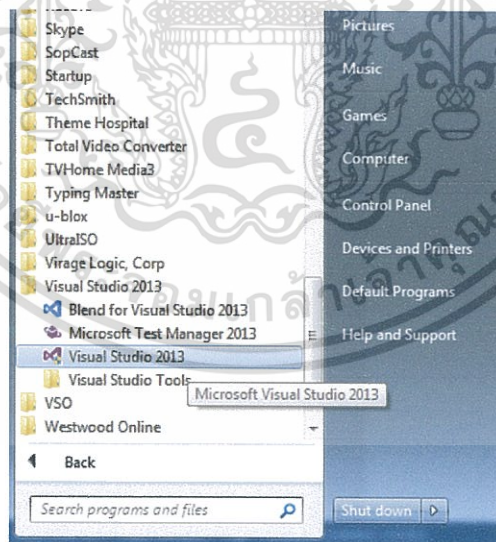 Skype
SopCast
Startup
TechSmith
Theme Hospital
Total Video Converter
TVHome Media3
Typing Master
u-blox
UltraISO
Virage Logic, Corp
Visual Studio 2013
Blend for Visual Studio 2013
Microsoft Test Manager 2013
Visual Studio 2013
Visual Studio Tools
Microsoft Visual Studio 2013
VSO
Westwood Online
Back
Search programs and files
Pictures
Music
Games
Computer
Control Panel
Devices and Printers
Default Programs
Help and Support
Shut down